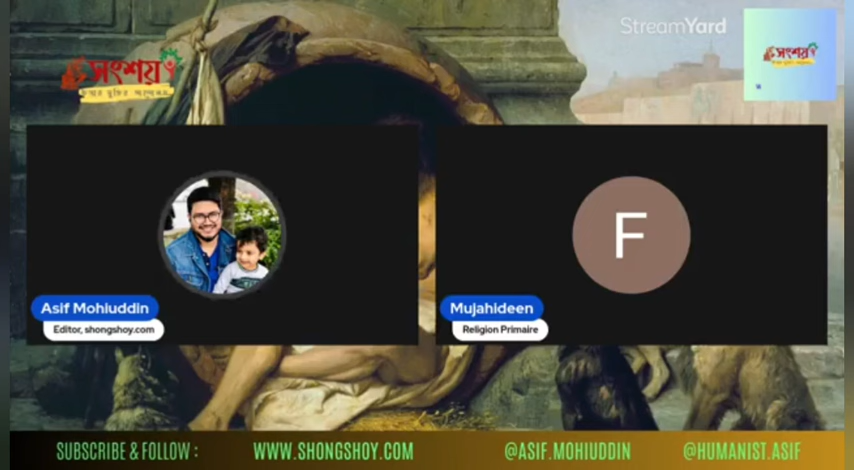 StreamYard
সংশয়
সংশয়
F
Asif Mohiuddin
Editor, shongshoy.com
Mujahideen
Religion Primaire
SUBSCRIBE & FOLLOW :
WWW.SHONGSHOY.COM
@ASIF.MOHIUDDIN
@HUMANIST.ASIF